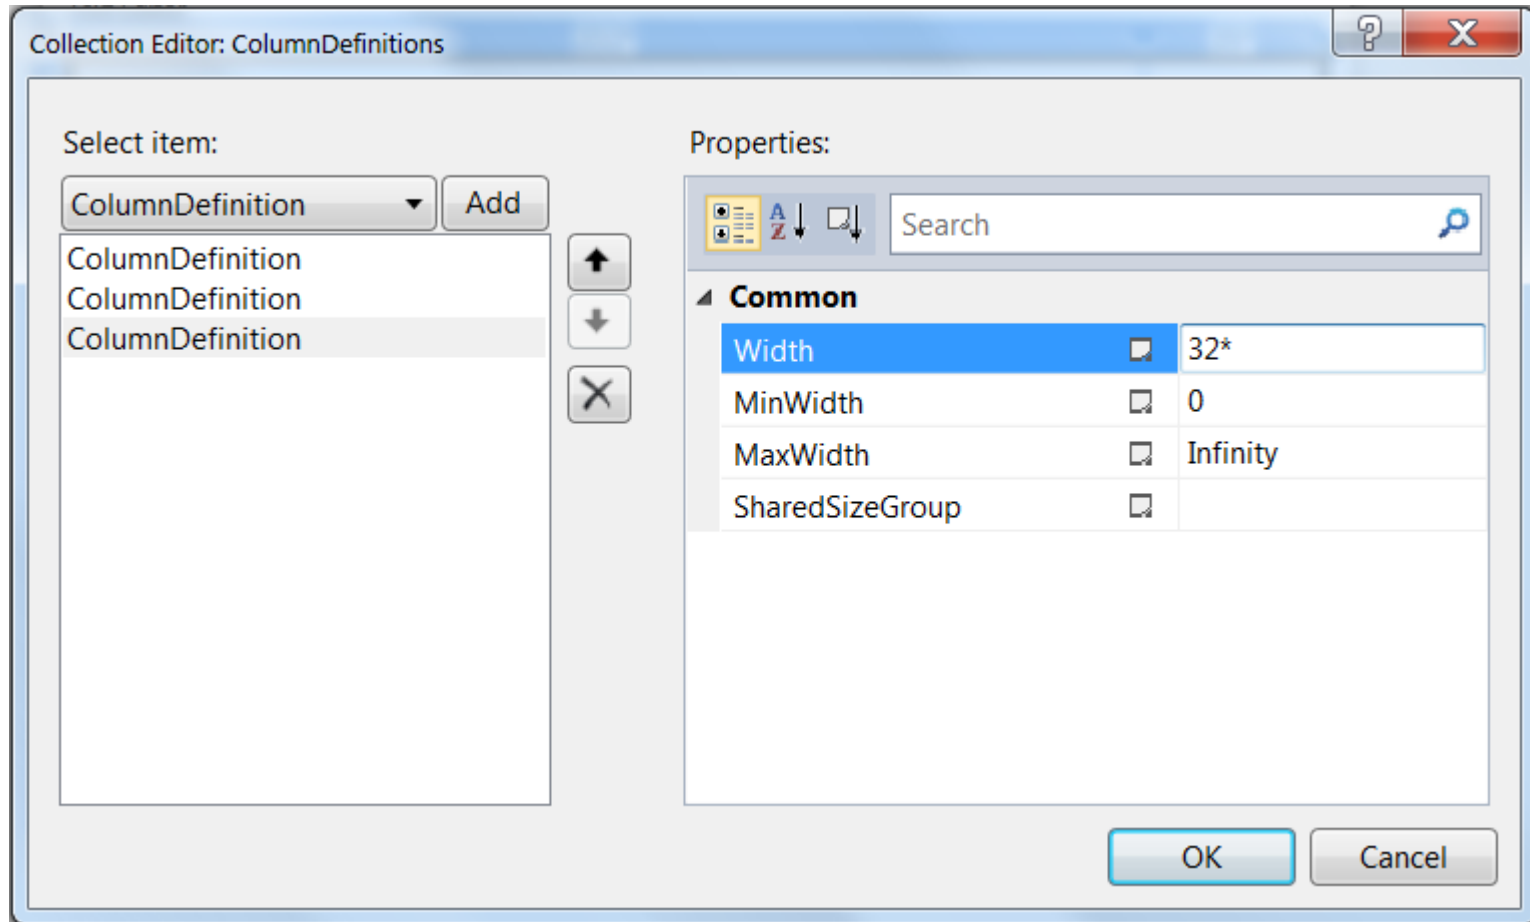 Collection Editor: ColumnDefinitions
Select item:
Properties:
ColumnDefinition
Add
ColumnDefinition
ColumnDefinition
ColumnDefinition
Search
Common
Width 32*
MinWidth 0
MaxWidth Infinity
SharedSizeGroup
OK
Cancel